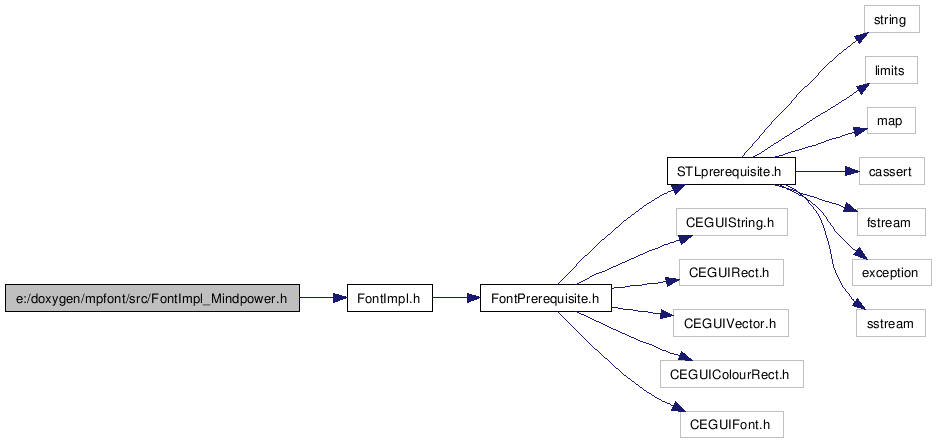 string
limits
map
STLprerequisite.h
cassert
fstream
CEGUIString.h
exception
CEGUIRect.h
e:/doxygen/mpfont/src/FontImpl_Mindpower.h
FontImpl.h
FontPrerequisite.h
CEGUIVector.h
sstream
CEGUIColourRect.h
CEGUIFont.h